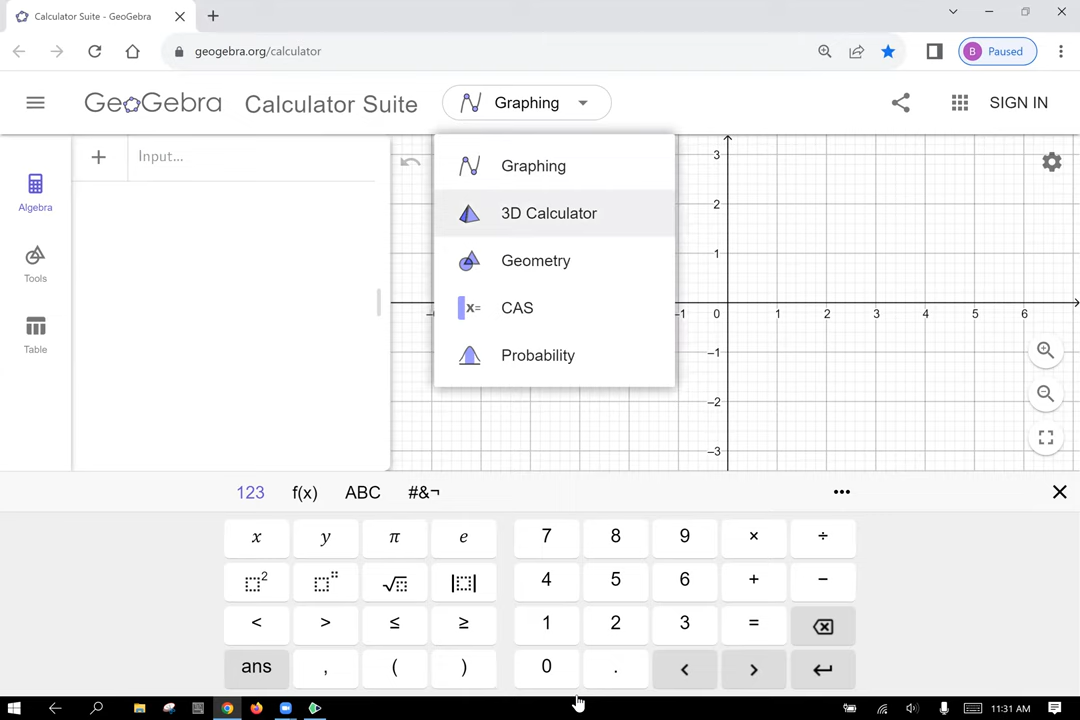 Calculator Suite - GeoGebra
geogebra.org/calculator
B Paused
GeoGebra Calculator Suite Graphing SIGN IN
Input...
Graphing
3D Calculator
Geometry
CAS
Probability
Algebra
Tools
Table
3
2
1
0
-1 1 2 3 4 5 6
-1
-2
-3
123 f(x) ABC #&¬ •••
x y π e 7 8 9 × ÷
2 √ 4 5 6 + −
< > ≤ ≥ 1 2 3 =
ans , ( ) 0 . < >
11:31 AM